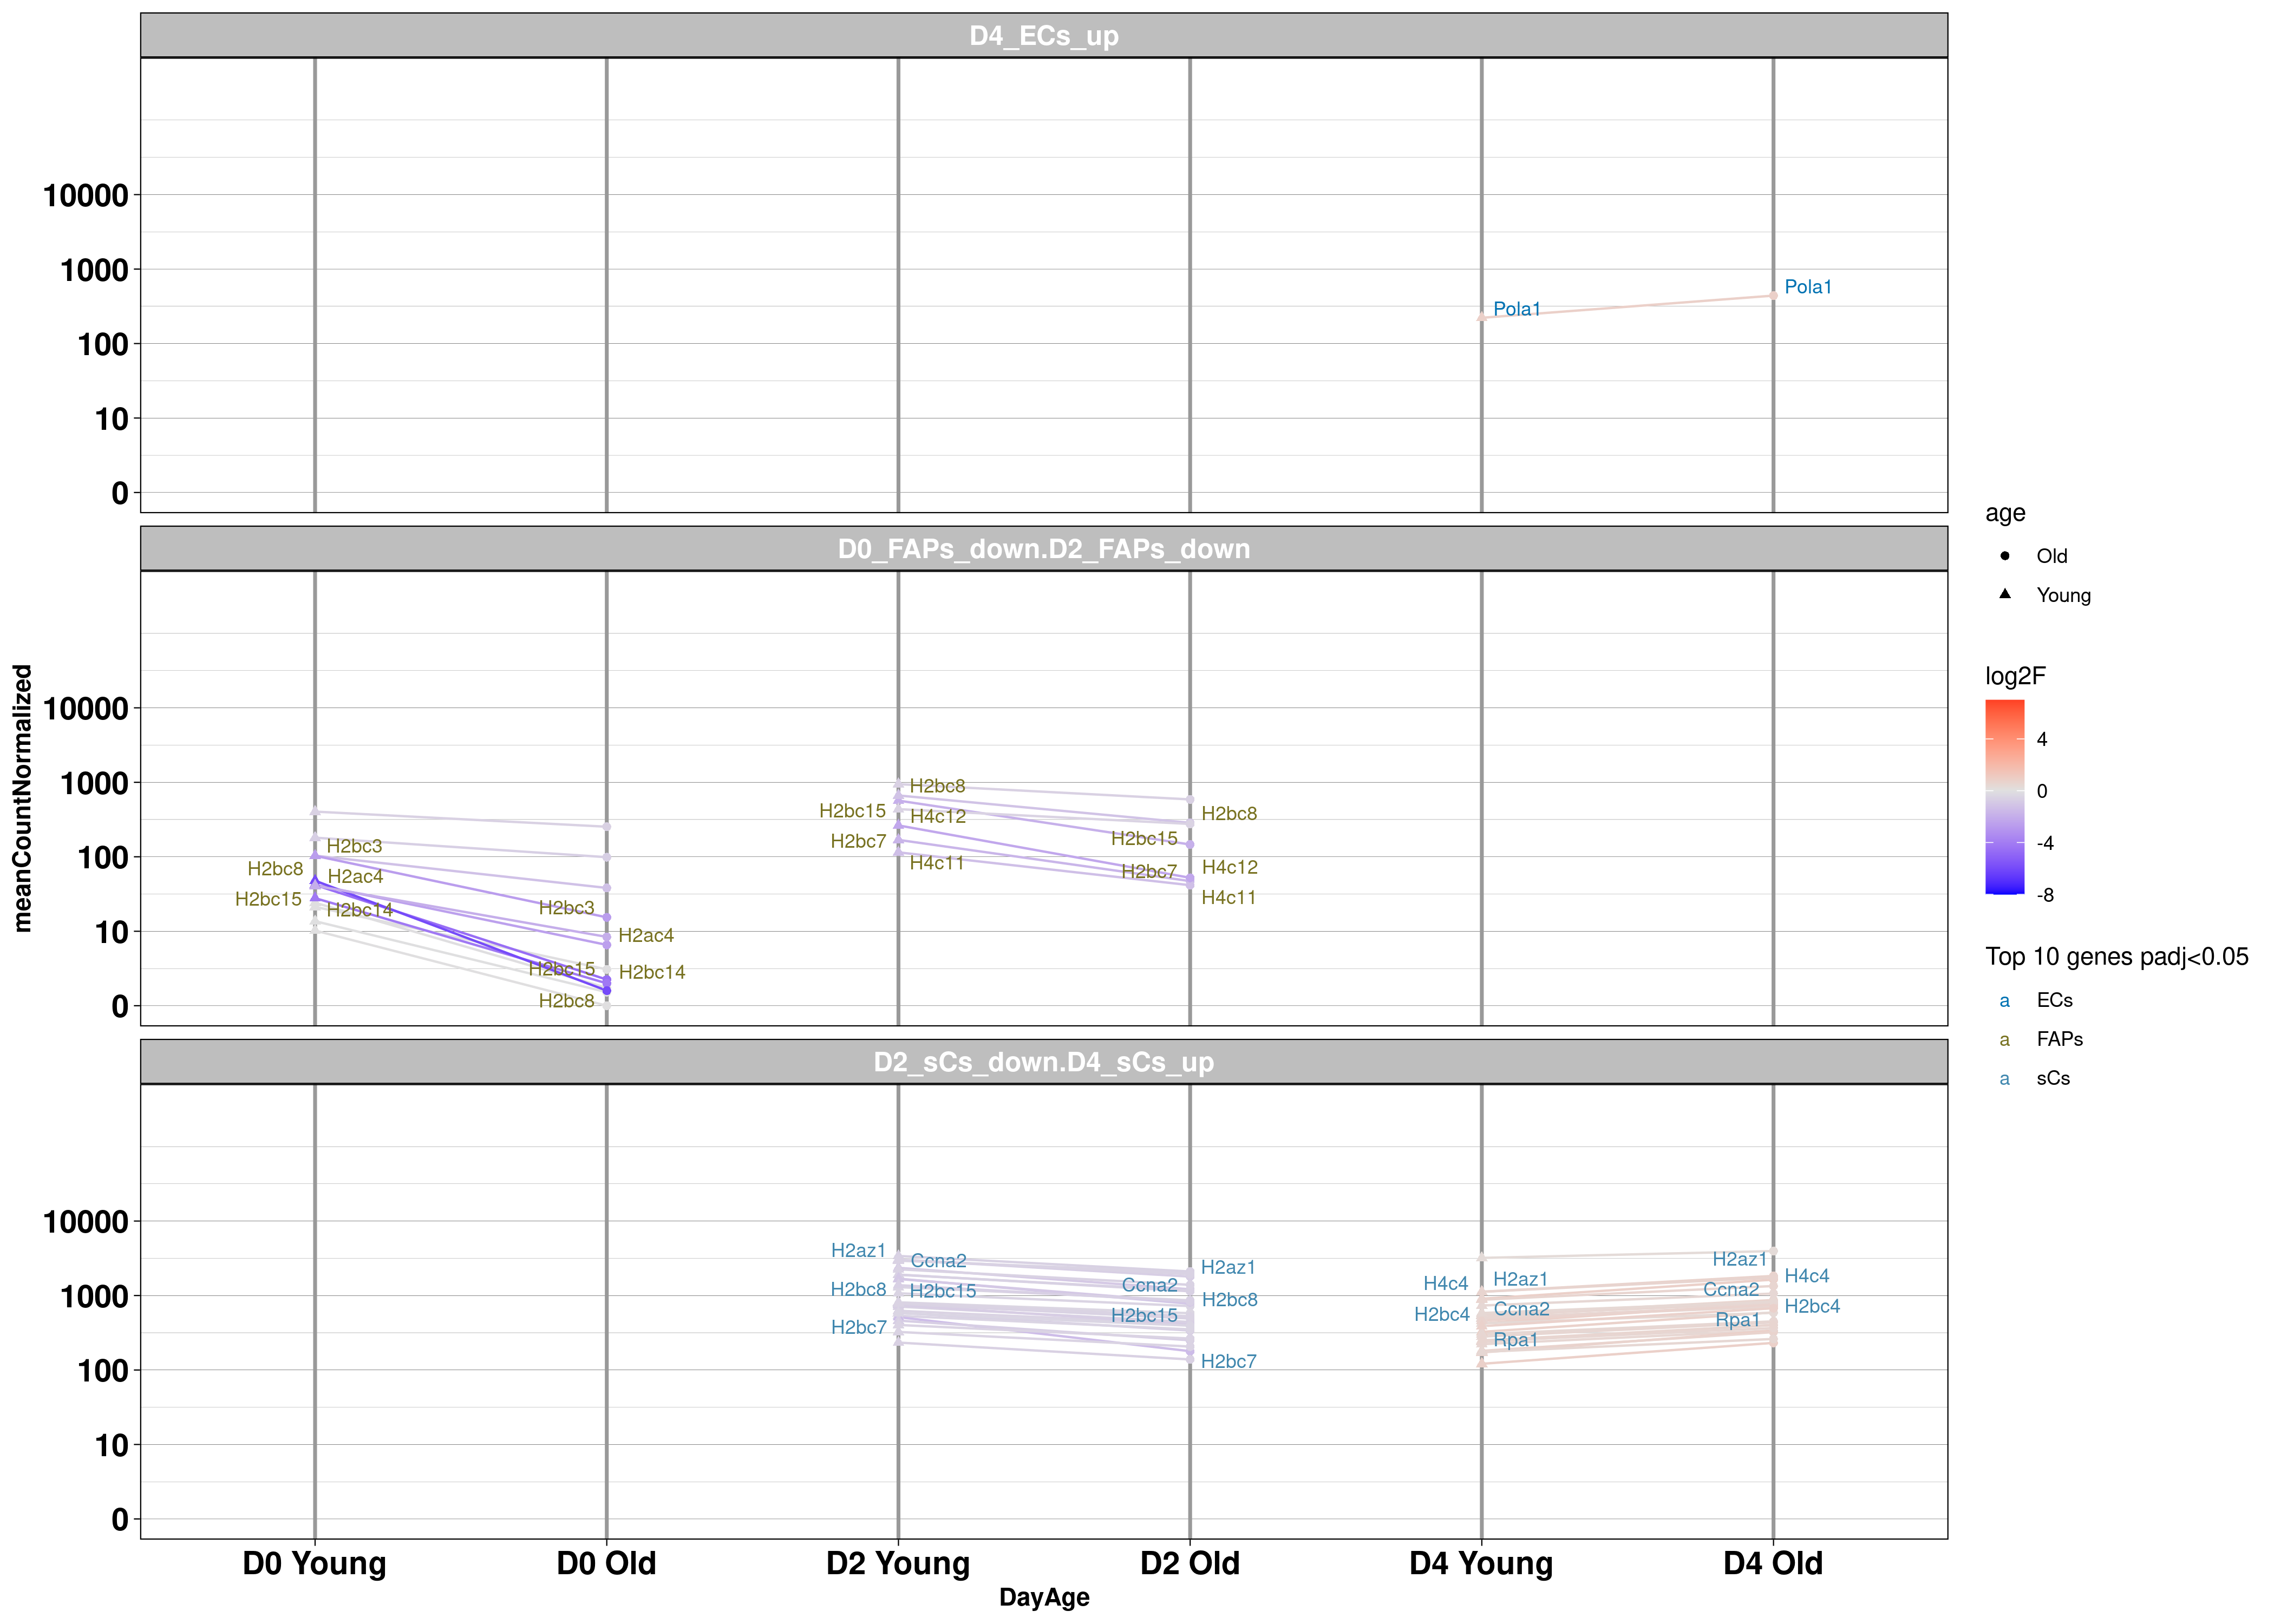 D4_ECs_up
10000
1000
100
10
0
Pola1
Pola1
D0_FAPs_down.D2_FAPs_down
10000
1000
100
10
0
H2bc3
H2bc8
H2ac4
H2bc15
H2bc14
H2bc3
H2ac4
H2bc15
H2bc14
H2bc8
H2bc8
H2bc15
H4c12
H2bc7
H4c11
H2bc8
H2bc15
H4c12
H2bc7
H4c11
D2_sCs_down.D4_sCs_up
10000
1000
100
10
0
H2az1
Ccna2
H2bc8
H2bc15
H2bc7
H2az1
Ccna2
H2bc8
H2bc15
H2bc7
H4c4
H2az1
H2bc4
Ccna2
Rpa1
H2az1
H4c4
Ccna2
H2bc4
Rpa1
D0 Young
D0 Old
D2 Young
D2 Old
D4 Young
D4 Old
DayAge
meanCountNormalized
age
Old
Young
log2F
4
0
-4
-8
Top 10 genes padj<0.05
a ECs
a FAPs
a sCs